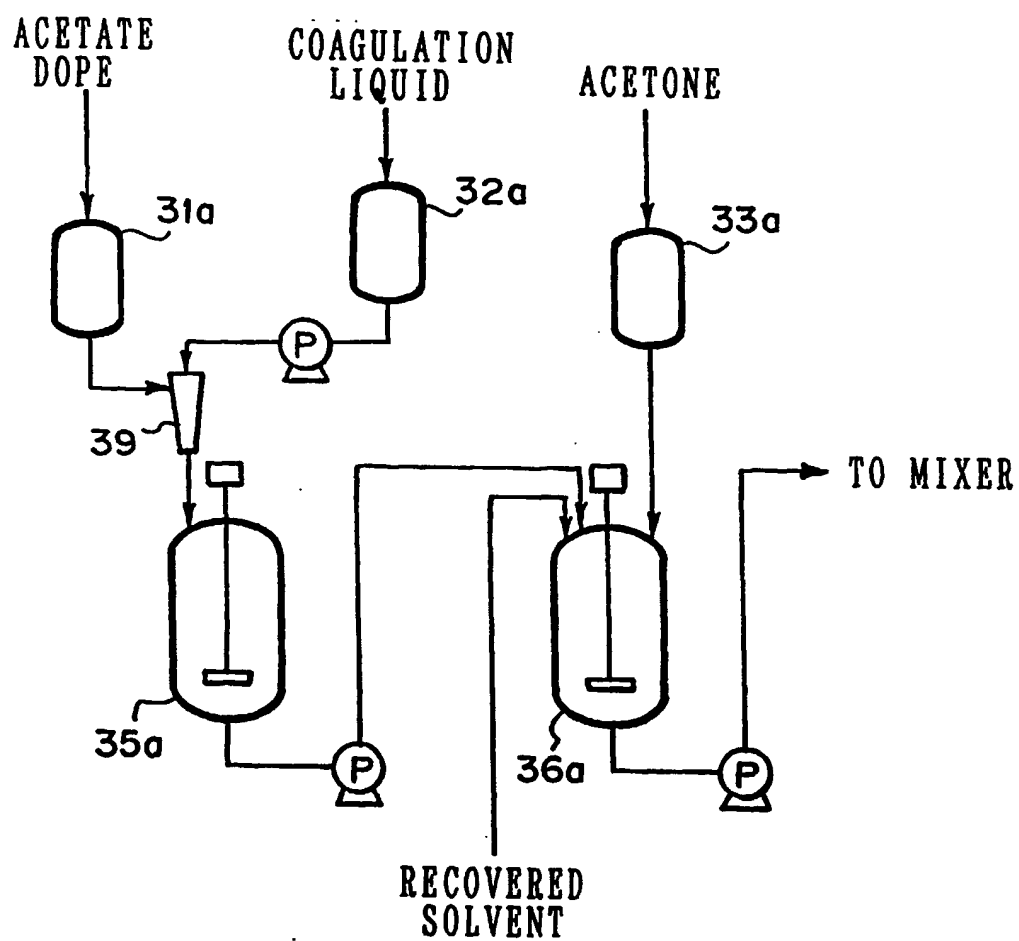 ACETATE
DOPE
COAGULATION
LIQUID
ACETONE
31a
32a
33a
P
39
TO MIXER
35a
P
36a
P
RECOVERED
SOLVENT